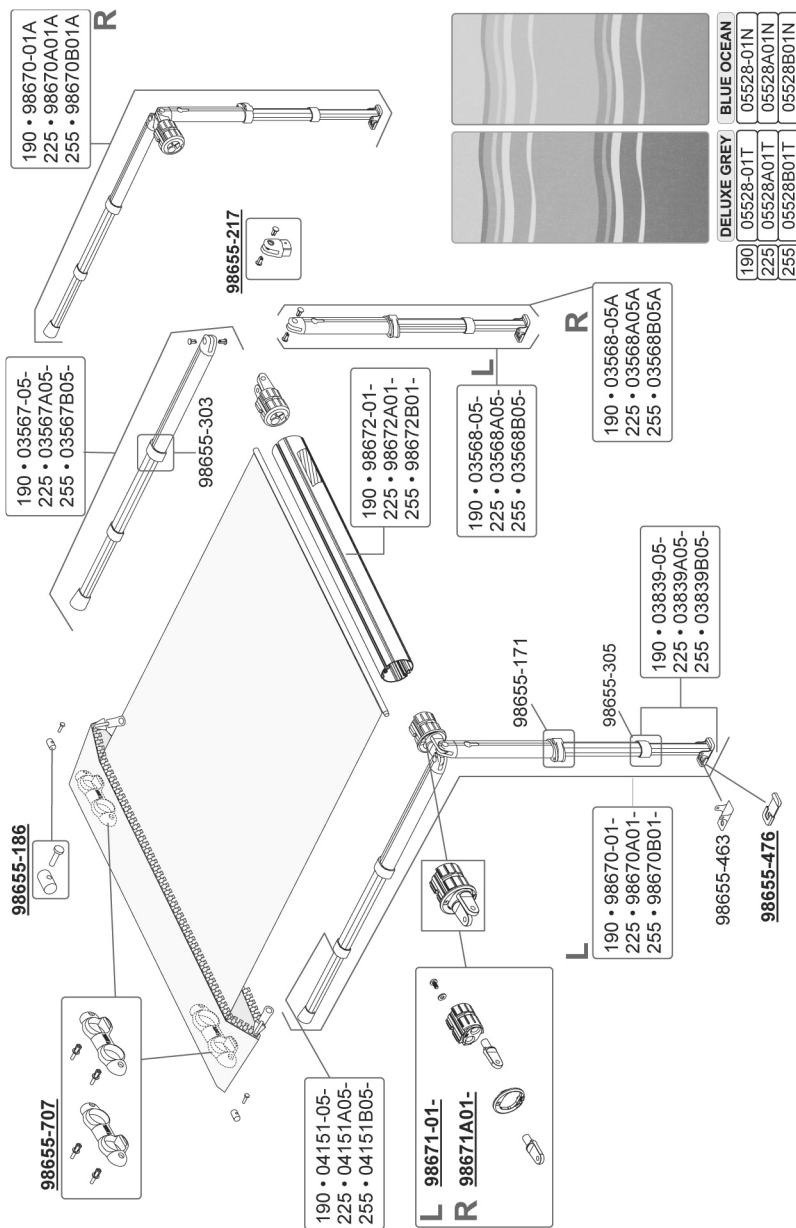 190 • 98670-01A
225 • 98670A01A
255 • 98670B01A
R
98655-217
190 • 03567-05-
225 • 03567A05-
255 • 03567B05-
98655-303
190 • 98672-01-
225 • 98672A01-
255 • 98672B01-
L
190 • 03568-05-
225 • 03568A05-
255 • 03568B05-
R
190 • 03568-05A
225 • 03568A05A
255 • 03568B05A
DELUXE GREY BLUE OCEAN
190 05528-01T 05528-01N
225 05528A01T 05528A01N
255 05528B01T 05528B01N
98655-186
98655-707
190 • 04151-05-
225 • 04151A05-
255 • 04151B05-
L 98671-01-
R 98671A01-
98655-171
98655-305
190 • 03839-05-
225 • 03839A05-
255 • 03839B05-
L
190 • 98670-01-
225 • 98670A01-
255 • 98670B01-
98655-463
98655-476